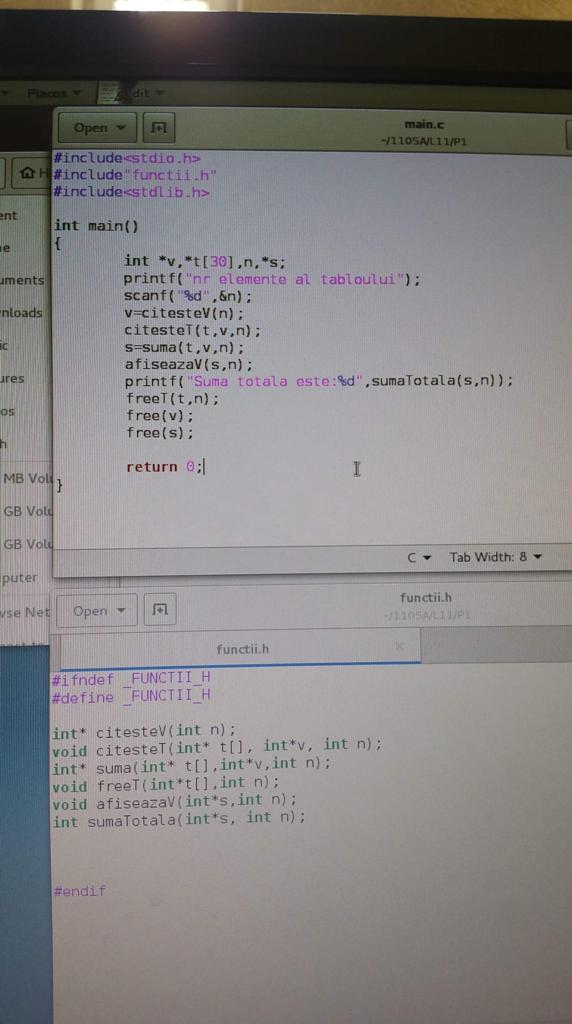 Places
Open
main.c
~/1105A/L11/P1
#include<stdio.h>
#include"functii.h"
#include<stdlib.h>
int main()
{
int *v,*t[30],n,*s;
printf("nr elemente al tabloului");
scanf("%d",&n);
v=citesteV(n);
citesteT(t,v,n);
s=suma(t,v,n);
afiseazaV(s,n);
printf("Suma totala este:%d",sumaTotala(s,n));
freeT(t,n);
free(v);
free(s);
return 0;
}
C Tab Width: 8
H
ent
e
uments
nloads
ic
ures
os
h
MB Volu
GB Volu
GB Volu
puter
wse Net
Open
functii.h
~/1105A/L11/P1
functii.h
#ifndef _FUNCTII_H
#define _FUNCTII_H
int* citesteV(int n);
void citesteT(int* t[], int*v, int n);
int* suma(int* t[],int*v,int n);
void freeT(int*t[],int n);
void afiseazaV(int*s,int n);
int sumaTotala(int*s, int n);
#endif